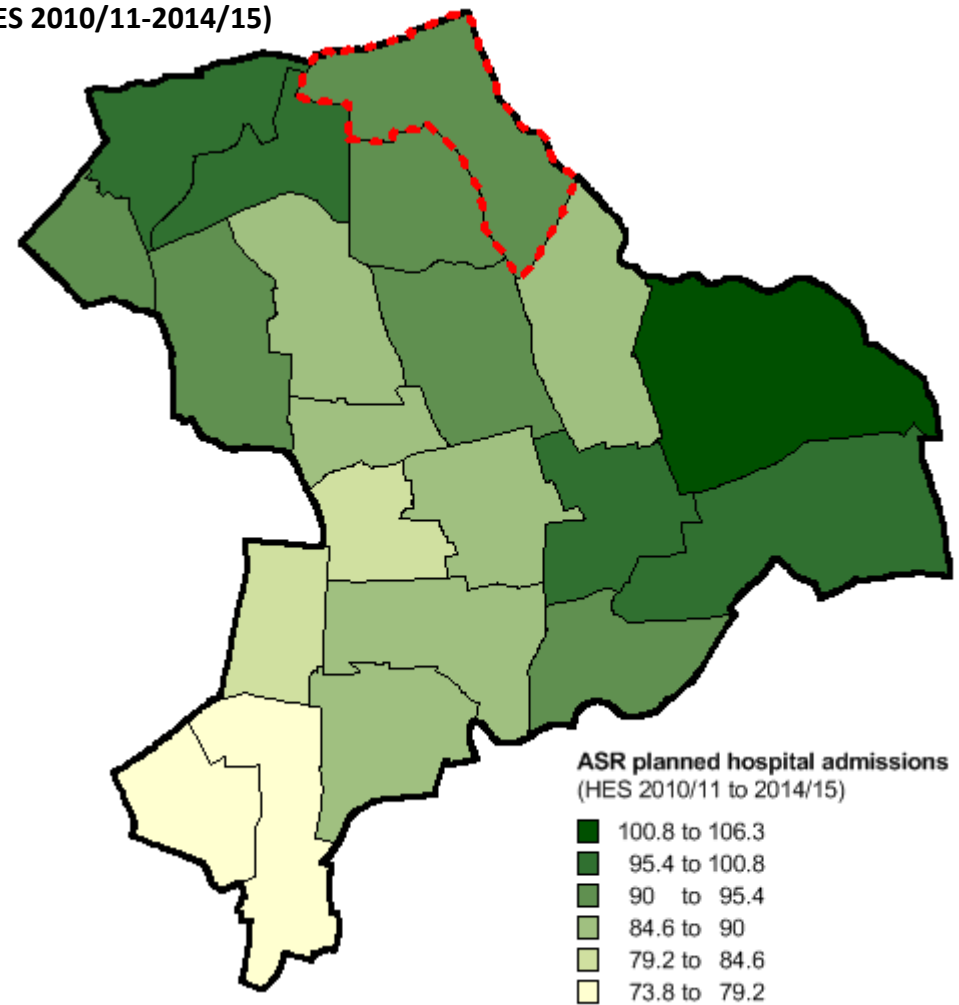 ES 2010/11-2014/15)
ASR planned hospital admissions
(HES 2010/11 to 2014/15)
100.8 to 106.3
95.4 to 100.8
90 to 95.4
84.6 to 90
79.2 to 84.6
73.8 to 79.2